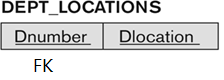 DEPT_LOCATIONS
Dnumber Dlocation
FK